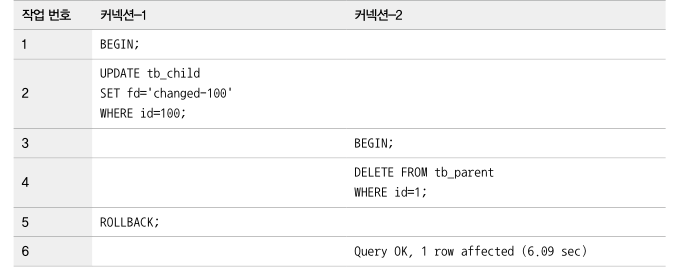 작업 번호 커넥션-1 커넥션-2
1 BEGIN;
2 UPDATE tb_child
SET fd='changed-100'
WHERE id=100;
3 BEGIN;
4 DELETE FROM tb_parent
WHERE id=1;
5 ROLLBACK;
6 Query OK, 1 row affected (6.09 sec)